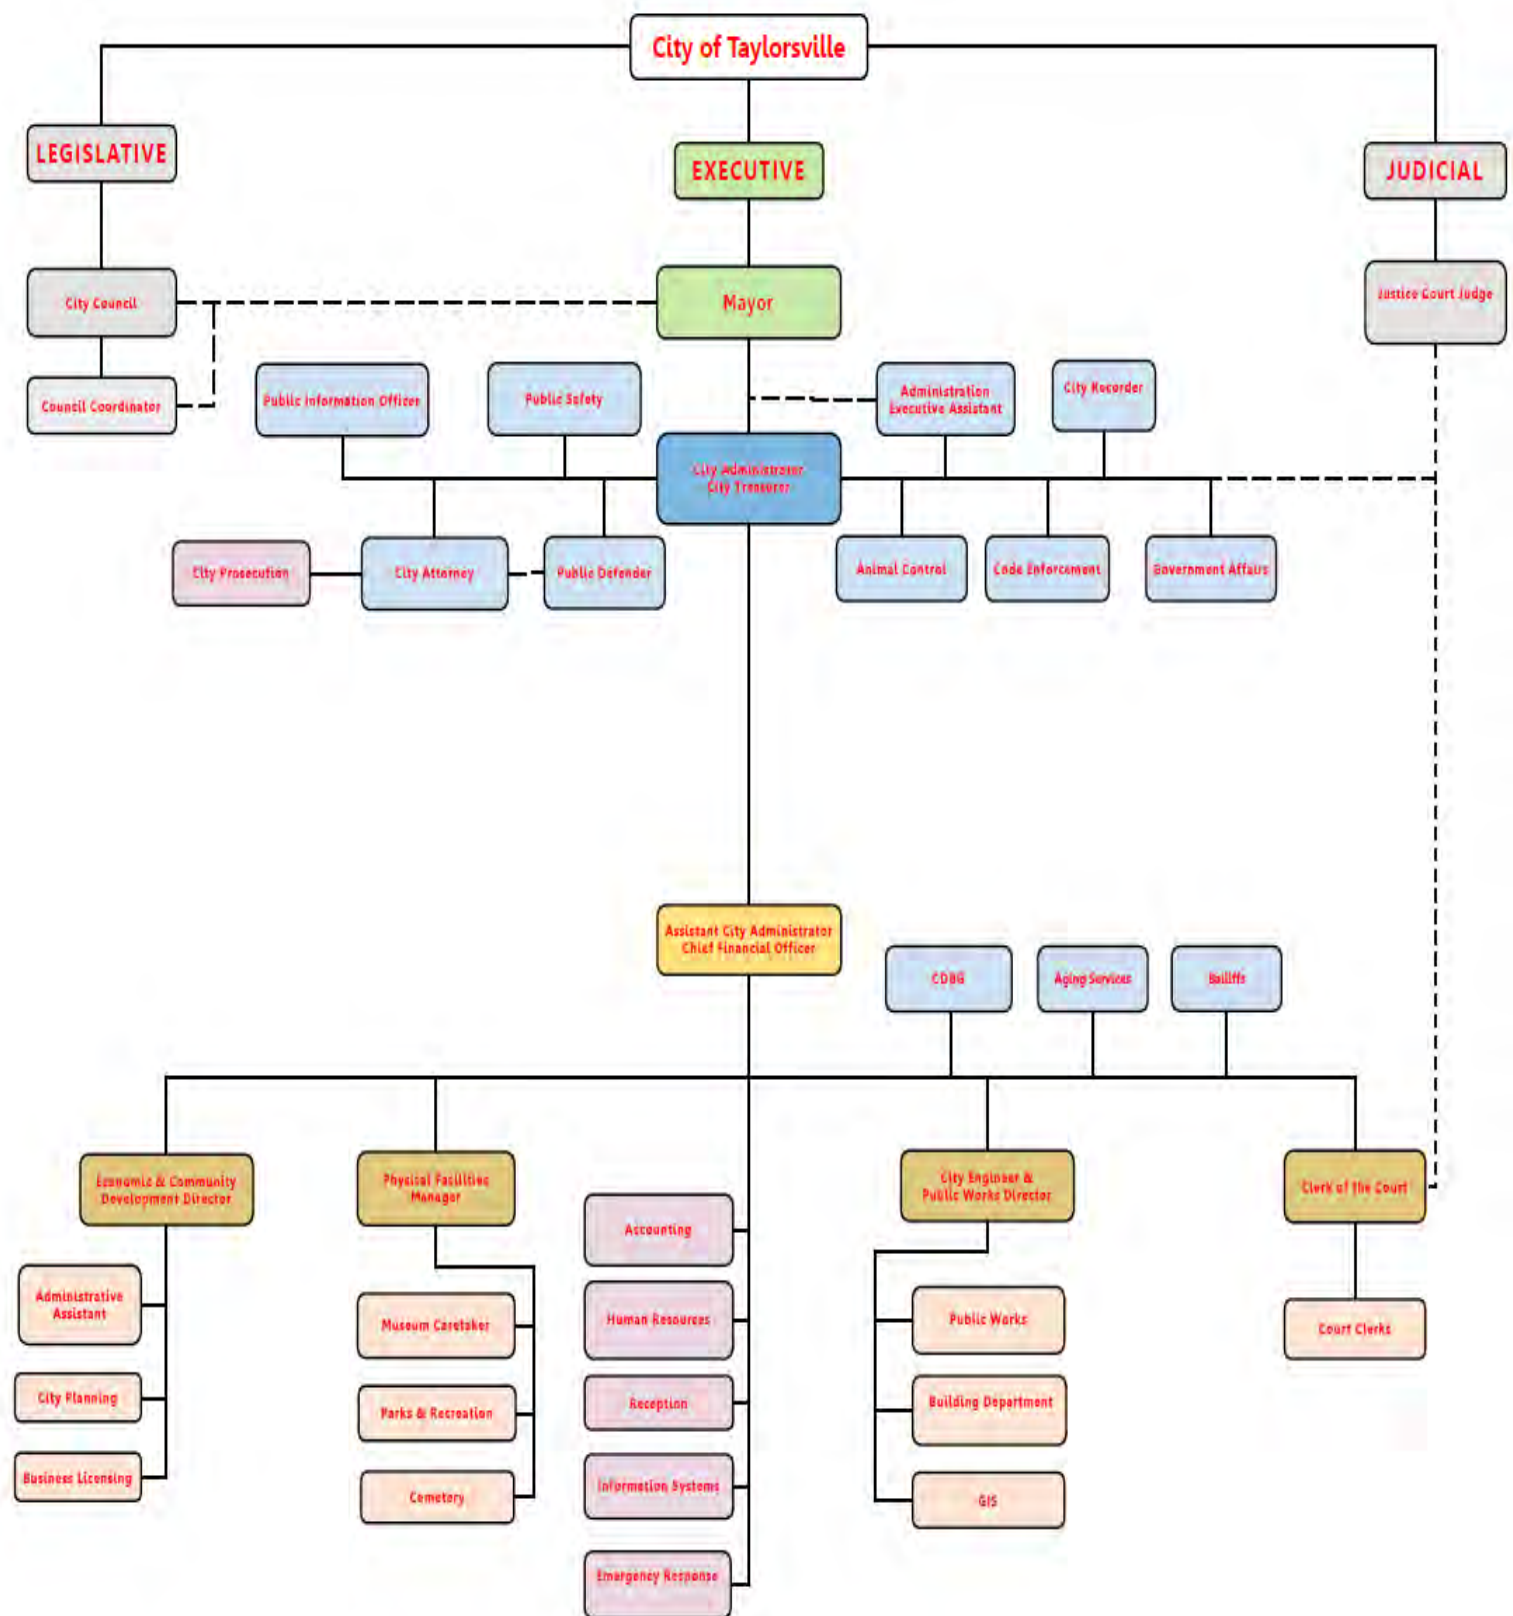 City of Taylorsville
LEGISLATIVE
EXECUTIVE
JUDICIAL
City Council
Mayor
Justice Court Judge
Council Coordinator
Public Information Officer
Public Safety
Administration
Executive Assistant
City Recorder
City Administrator
City Treasurer
City Prosecution
City Attorney
Public Defender
Animal Control
Code Enforcement
Government Affairs
Assistant City Administrator
Chief Financial Officer
CDBG
Aging Services
Bailiffs
Economic & Community
Development Director
Physical Facilities
Manager
City Engineer &
Public Works Director
Clerk of the Court
Accounting
Administrative
Assistant
Museum Caretaker
Human Resources
Public Works
Court Clerks
City Planning
Parks & Recreation
Reception
Building Department
Business Licensing
Cemetery
Information Systems
GIS
Emergency Response